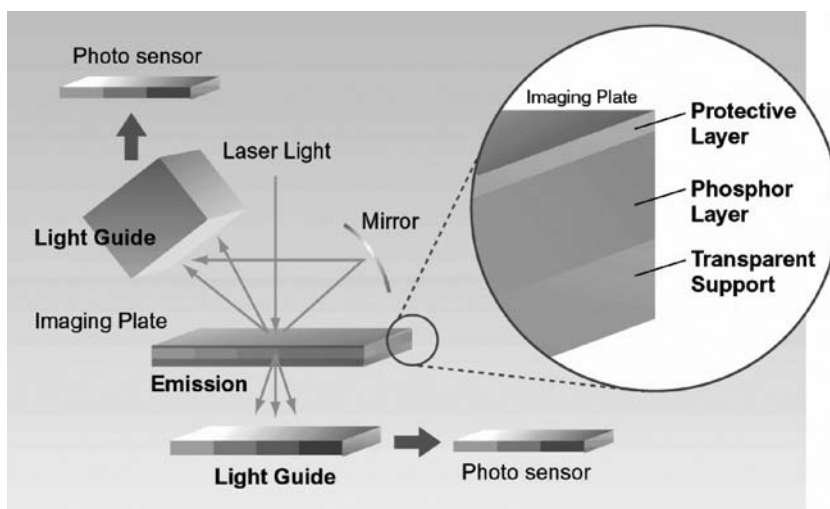 Photo sensor
Laser Light
Light Guide
Mirror
Imaging Plate
Emission
Light Guide
Photo sensor
Imaging Plate
Protective
Layer
Phosphor
Layer
Transparent
Support